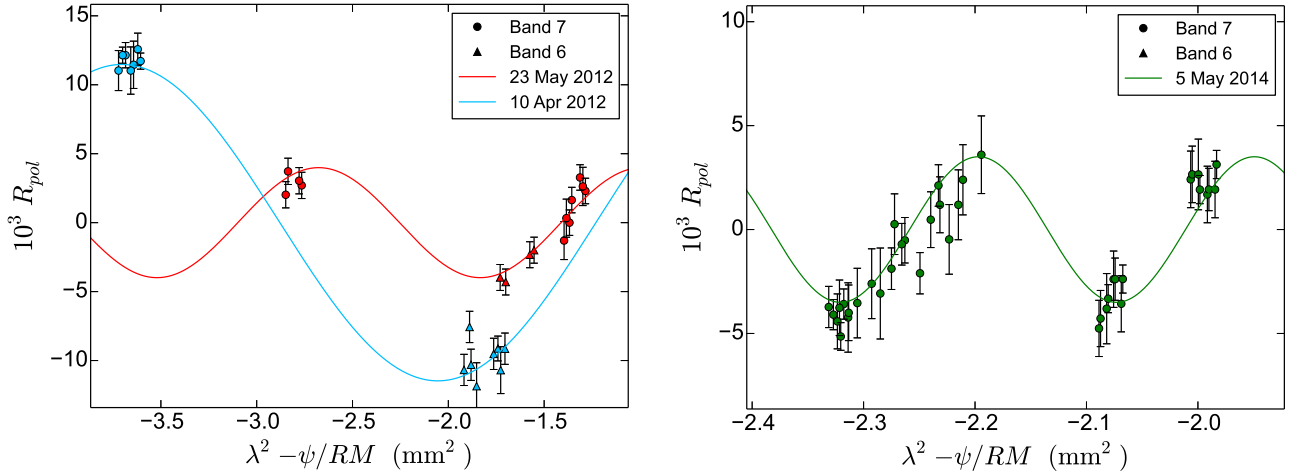 15
10
5
0
−5
−10
10³ R_pol
Band 7
Band 6
23 May 2012
10 Apr 2012
−3.5 −3.0 −2.5 −2.0 −1.5
λ² −ψ/RM (mm²)
10
5
0
−5
10³ R_pol
Band 7
Band 6
5 May 2014
−2.4 −2.3 −2.2 −2.1 −2.0
λ² −ψ/RM (mm²)